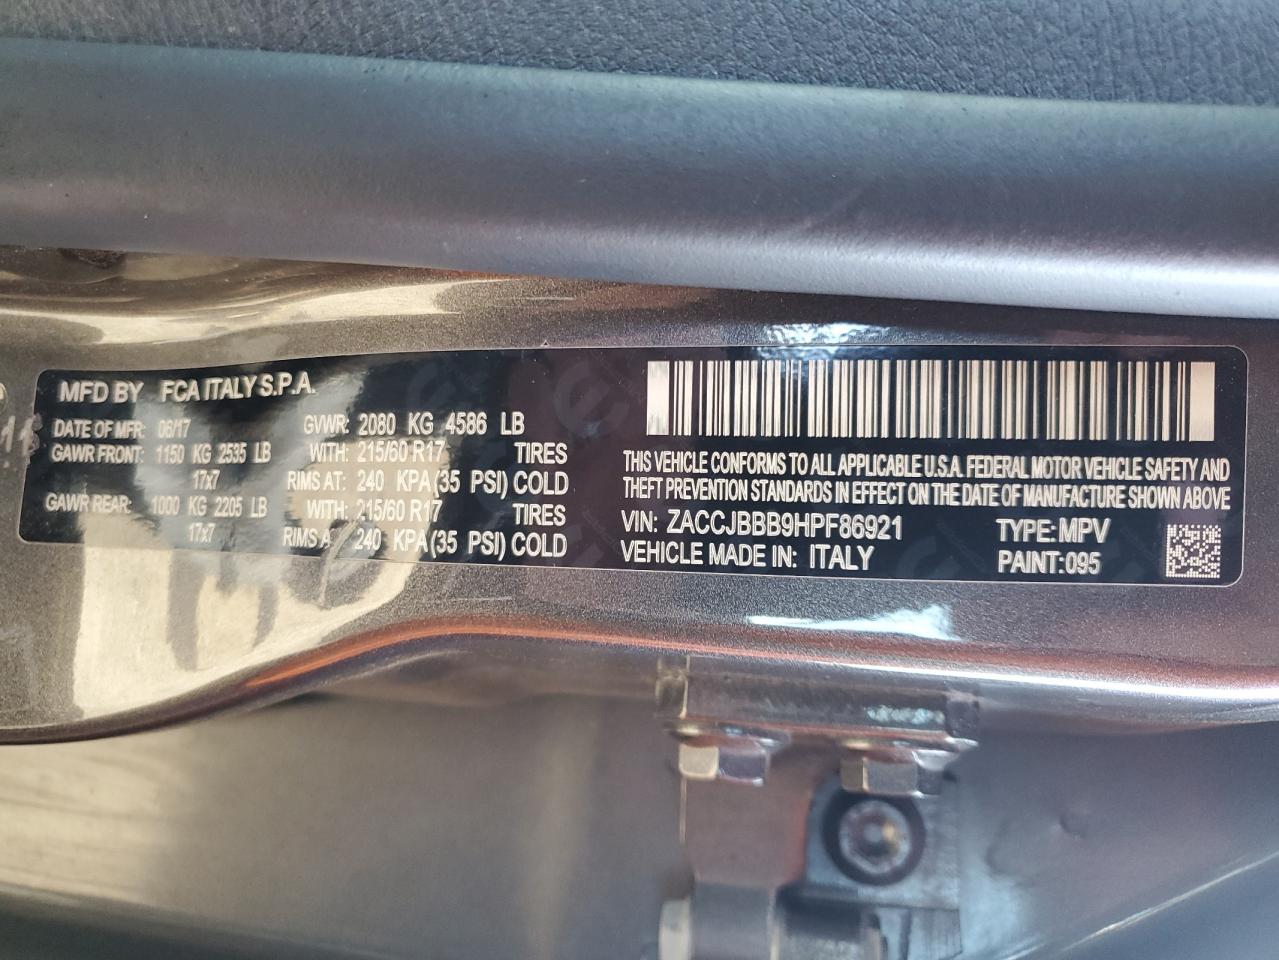 MFD BY FCA ITALY S.P.A.
DATE OF MFR: 06/17 GVWR: 2080 KG 4586 LB
GAWR FRONT: 1150 KG 2535 LB WITH: 215/60 R17 TIRES
17x7 RIMS AT: 240 KPA (35 PSI) COLD
GAWR REAR: 1000 KG 2205 LB WITH: 215/60 R17 TIRES
17x7 RIMS A 240 KPA (35 PSI) COLD
THIS VEHICLE CONFORMS TO ALL APPLICABLE U.S.A. FEDERAL MOTOR VEHICLE SAFETY AND
THEFT PREVENTION STANDARDS IN EFFECT ON THE DATE OF MANUFACTURE SHOWN ABOVE
VIN: ZACCJBBB9HPF86921 TYPE: MPV
VEHICLE MADE IN: ITALY PAINT:095